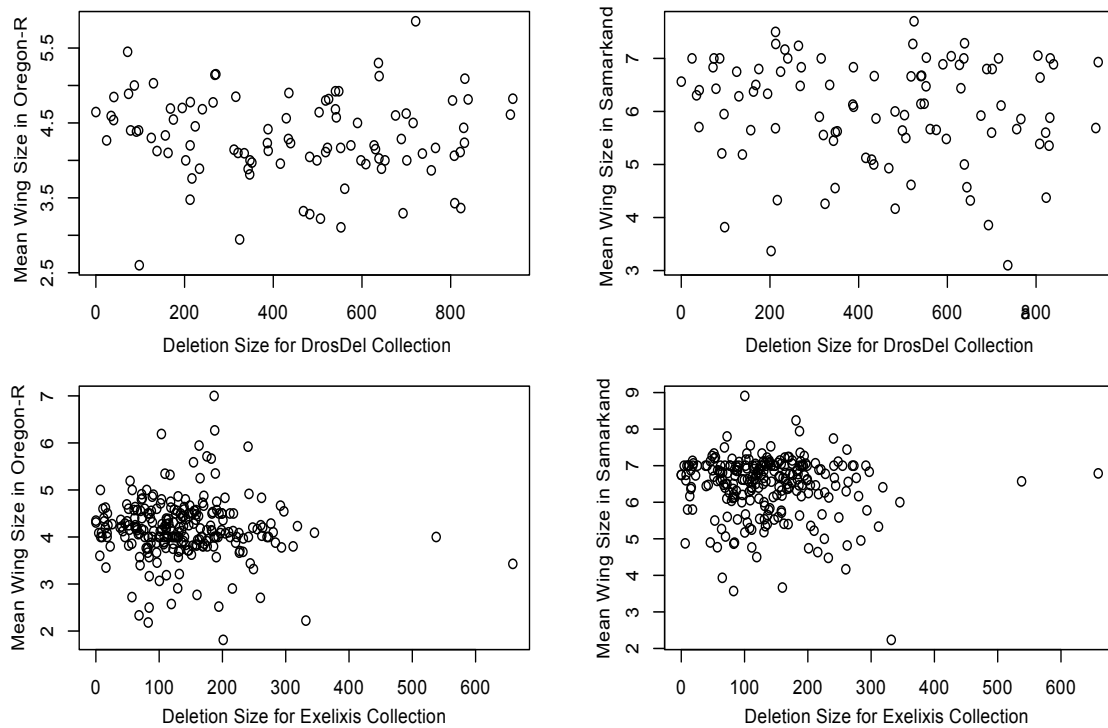 Mean Wing Size in Oregon-R
5.5
4.5
3.5
2.5
0 200 400 600 800
Deletion Size for DrosDel Collection
Mean Wing Size in Samarkand
7
6
5
4
3
0 200 400 600 800
Deletion Size for DrosDel Collection
Mean Wing Size in Oregon-R
7
6
5
4
3
2
0 100 200 300 400 500 600
Deletion Size for Exelixis Collection
Mean Wing Size in Samarkand
9
8
7
6
5
4
3
2
0 100 200 300 400 500 600
Deletion Size for Exelixis Collection